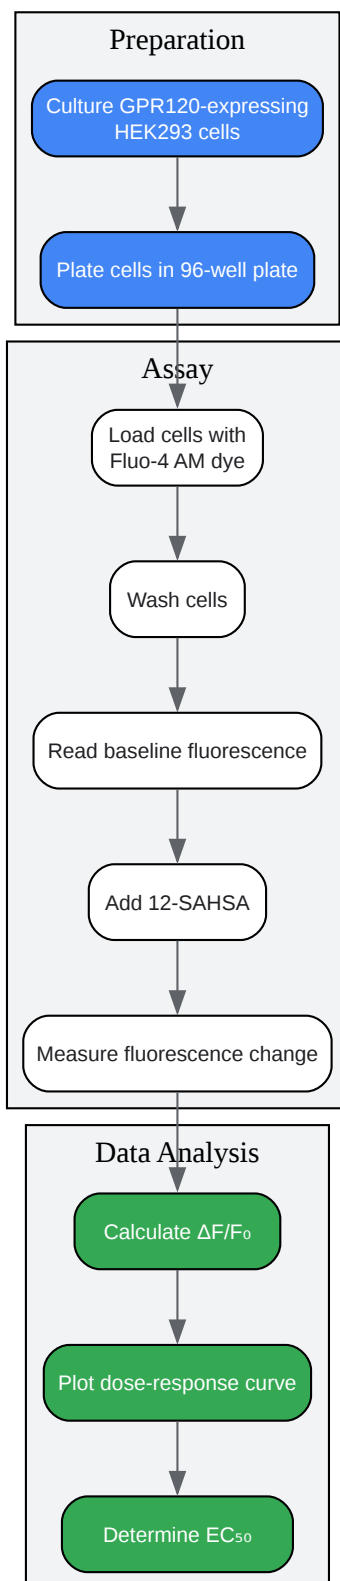 Preparation
Culture GPR120-expressing
HEK293 cells
Plate cells in 96-well plate
Assay
Load cells with
Fluo-4 AM dye
Wash cells
Read baseline fluorescence
Add 12-SAHSA
Measure fluorescence change
Data Analysis
Calculate ΔF/F₀
Plot dose-response curve
Determine EC₅₀